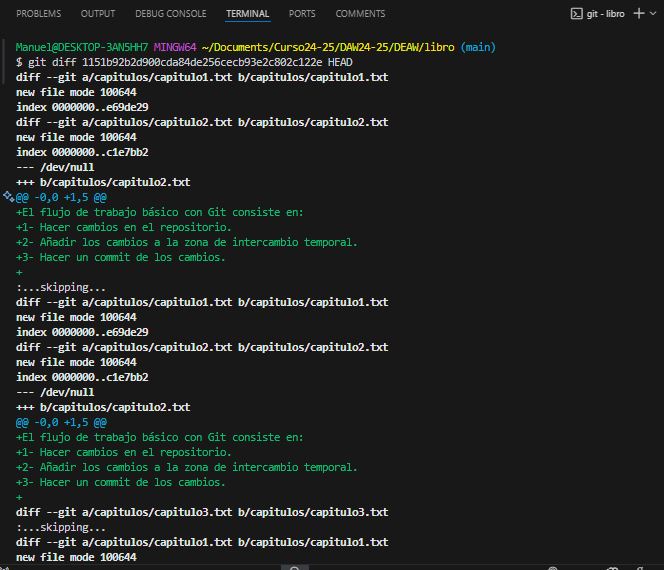 PROBLEMS OUTPUT DEBUG CONSOLE TERMINAL PORTS COMMENTS git - libro
Manuel@DESKTOP-3AN5HH7 MINGW64 ~/Documents/Curso24-25/DAW24-25/DEAW/libro (main)
$ git diff 1151b92b2d900cda84de256cecb93e2c802c122e HEAD
diff --git a/capitulos/capitulo1.txt b/capitulos/capitulo1.txt
new file mode 100644
index 0000000..e69de29
diff --git a/capitulos/capitulo2.txt b/capitulos/capitulo2.txt
new file mode 100644
index 0000000..c1e7bb2
--- /dev/null
+++ b/capitulos/capitulo2.txt
@@ -0,0 +1,5 @@
+El flujo de trabajo básico con Git consiste en:
+1- Hacer cambios en el repositorio.
+2- Añadir los cambios a la zona de intercambio temporal.
+3- Hacer un commit de los cambios.
+
:...skipping...
diff --git a/capitulos/capitulo1.txt b/capitulos/capitulo1.txt
new file mode 100644
index 0000000..e69de29
diff --git a/capitulos/capitulo2.txt b/capitulos/capitulo2.txt
new file mode 100644
index 0000000..c1e7bb2
--- /dev/null
+++ b/capitulos/capitulo2.txt
@@ -0,0 +1,5 @@
+El flujo de trabajo básico con Git consiste en:
+1- Hacer cambios en el repositorio.
+2- Añadir los cambios a la zona de intercambio temporal.
+3- Hacer un commit de los cambios.
+
diff --git a/capitulos/capitulo3.txt b/capitulos/capitulo3.txt
:...skipping...
diff --git a/capitulos/capitulo1.txt b/capitulos/capitulo1.txt
new file mode 100644